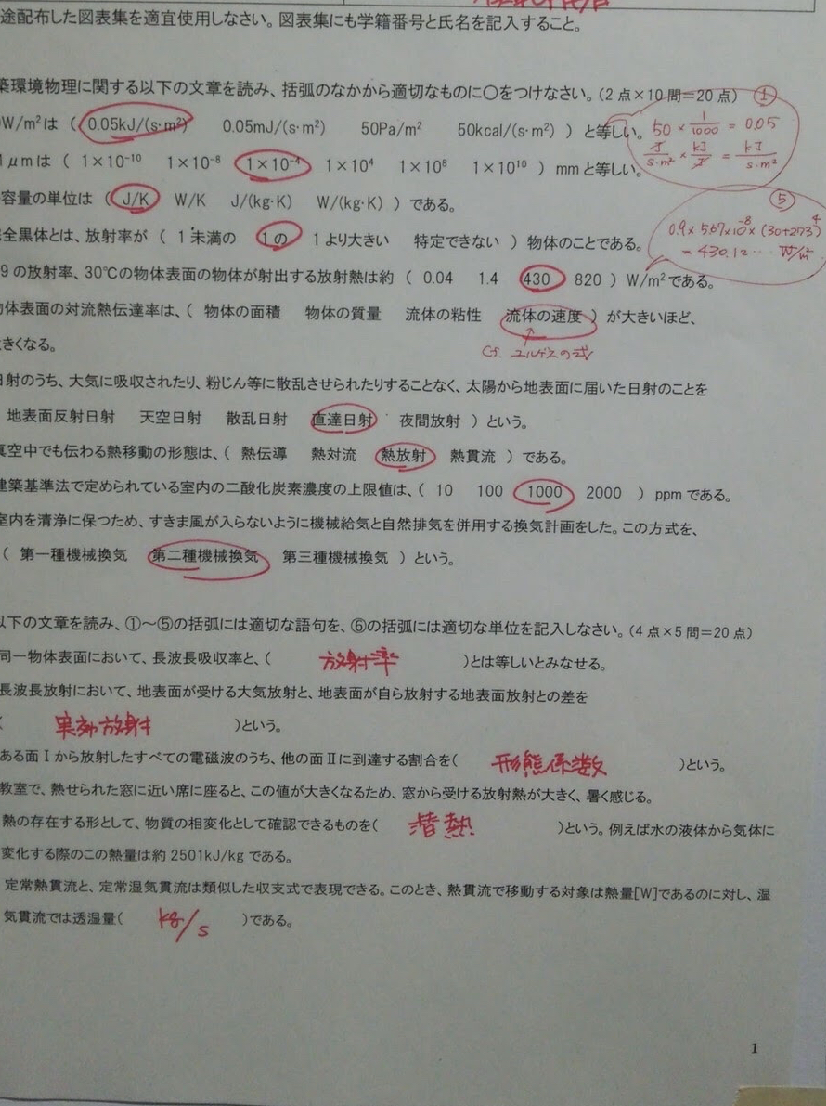 途配布した図表集を適宜使用しなさい。図表集にも学籍番号と氏名を記入すること。
築環境物理に関する以下の文章を読み、括弧のなかから適切なものに○をつけなさい。(2点×10問=20点)
W/m²は ( 0.05kJ/(s·m²) 0.05mJ/(s·m²) 50Pa/m² 50kcal/(s·m²) ) と等しい。
① 50 × 1/1000 = 0.05
J/s·m² × kJ/J = kJ/s·m²
μmは ( 1×10⁻¹⁰ 1×10⁻⁸ 1×10⁻⁴ 1×10⁴ 1×10⁸ 1×10¹⁰ ) mmと等しい。
容量の単位は ( J/K W/K J/(kg·K) W/(kg·K) ) である。
⑤
0.9 × 5.67×10⁻⁸ × (30+273)⁴
= 430.12… W/㎡
完全黒体とは、放射率が ( 1未満の 1の 1より大きい 特定できない ) 物体のことである。
9の放射率、30℃の物体表面の物体が射出する放射熱は約 ( 0.04 1.4 430 820 ) W/m²である。
物体表面の対流熱伝達率は、( 物体の面積 物体の質量 流体の粘性 流体の速度 ) が大きいほど、
大きくなる。
cf. ユルゲスの式
日射のうち、大気に吸収されたり、粉じん等に散乱させられたりすることなく、太陽から地表面に届いた日射のことを
地表面反射日射 天空日射 散乱日射 直達日射 夜間放射 ) という。
真空中でも伝わる熱移動の形態は、( 熱伝導 熱対流 熱放射 熱貫流 ) である。
建築基準法で定められている室内の二酸化炭素濃度の上限値は、( 10 100 1000 2000 ) ppmである。
室内を清浄に保つため、すきま風が入らないように機械給気と自然排気を併用する換気計画をした。この方式を、
( 第一種機械換気 第二種機械換気 第三種機械換気 ) という。
以下の文章を読み、①~⑤の括弧には適切な語句を、⑥の括弧には適切な単位を記入しなさい。(4点×5問=20点)
同一物体表面において、長波長吸収率と、( 放射率 )とは等しいとみなせる。
長波長放射において、地表面が受ける大気放射と、地表面が自ら放射する地表面放射との差を
( 実効放射 )という。
ある面Ⅰから放射したすべての電磁波のうち、他の面Ⅱに到達する割合を( 形態係数 )という。
教室で、熱せられた窓に近い席に座ると、この値が大きくなるため、窓から受ける放射熱が大きく、暑く感じる。
熱の存在する形として、物質の相変化として確認できるものを( 潜熱 )という。例えば水の液体から気体に
変化する際のこの熱量は約2501kJ/kgである。
定常熱貫流と、定常湿気貫流は類似した収支式で表現できる。このとき、熱貫流で移動する対象は熱量[W]であるのに対し、湿
気貫流では透湿量( kg/s )である。
1